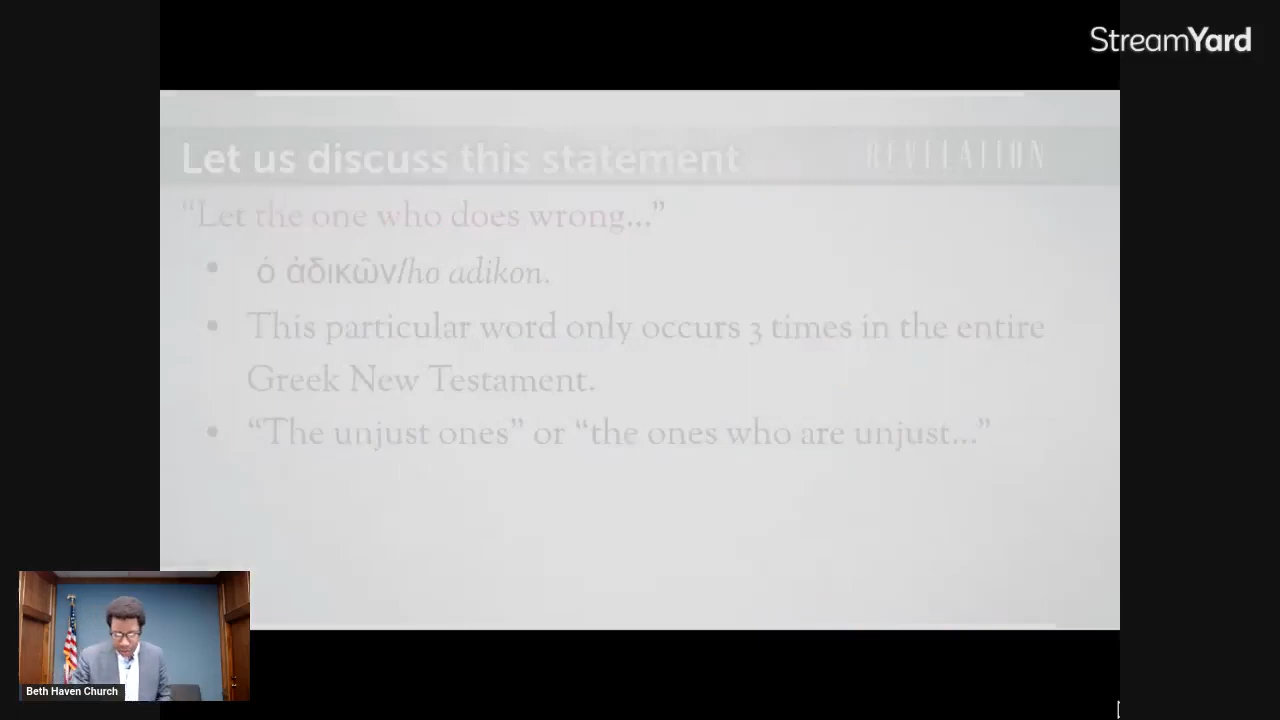 StreamYard
Let us discuss this statement
REVELATION
“Let the one who does wrong…”
• ὁ ἀδικῶν/ho adikon.
• This particular word only occurs 3 times in the entire
Greek New Testament.
• “The unjust ones” or “the ones who are unjust…”
Beth Haven Church